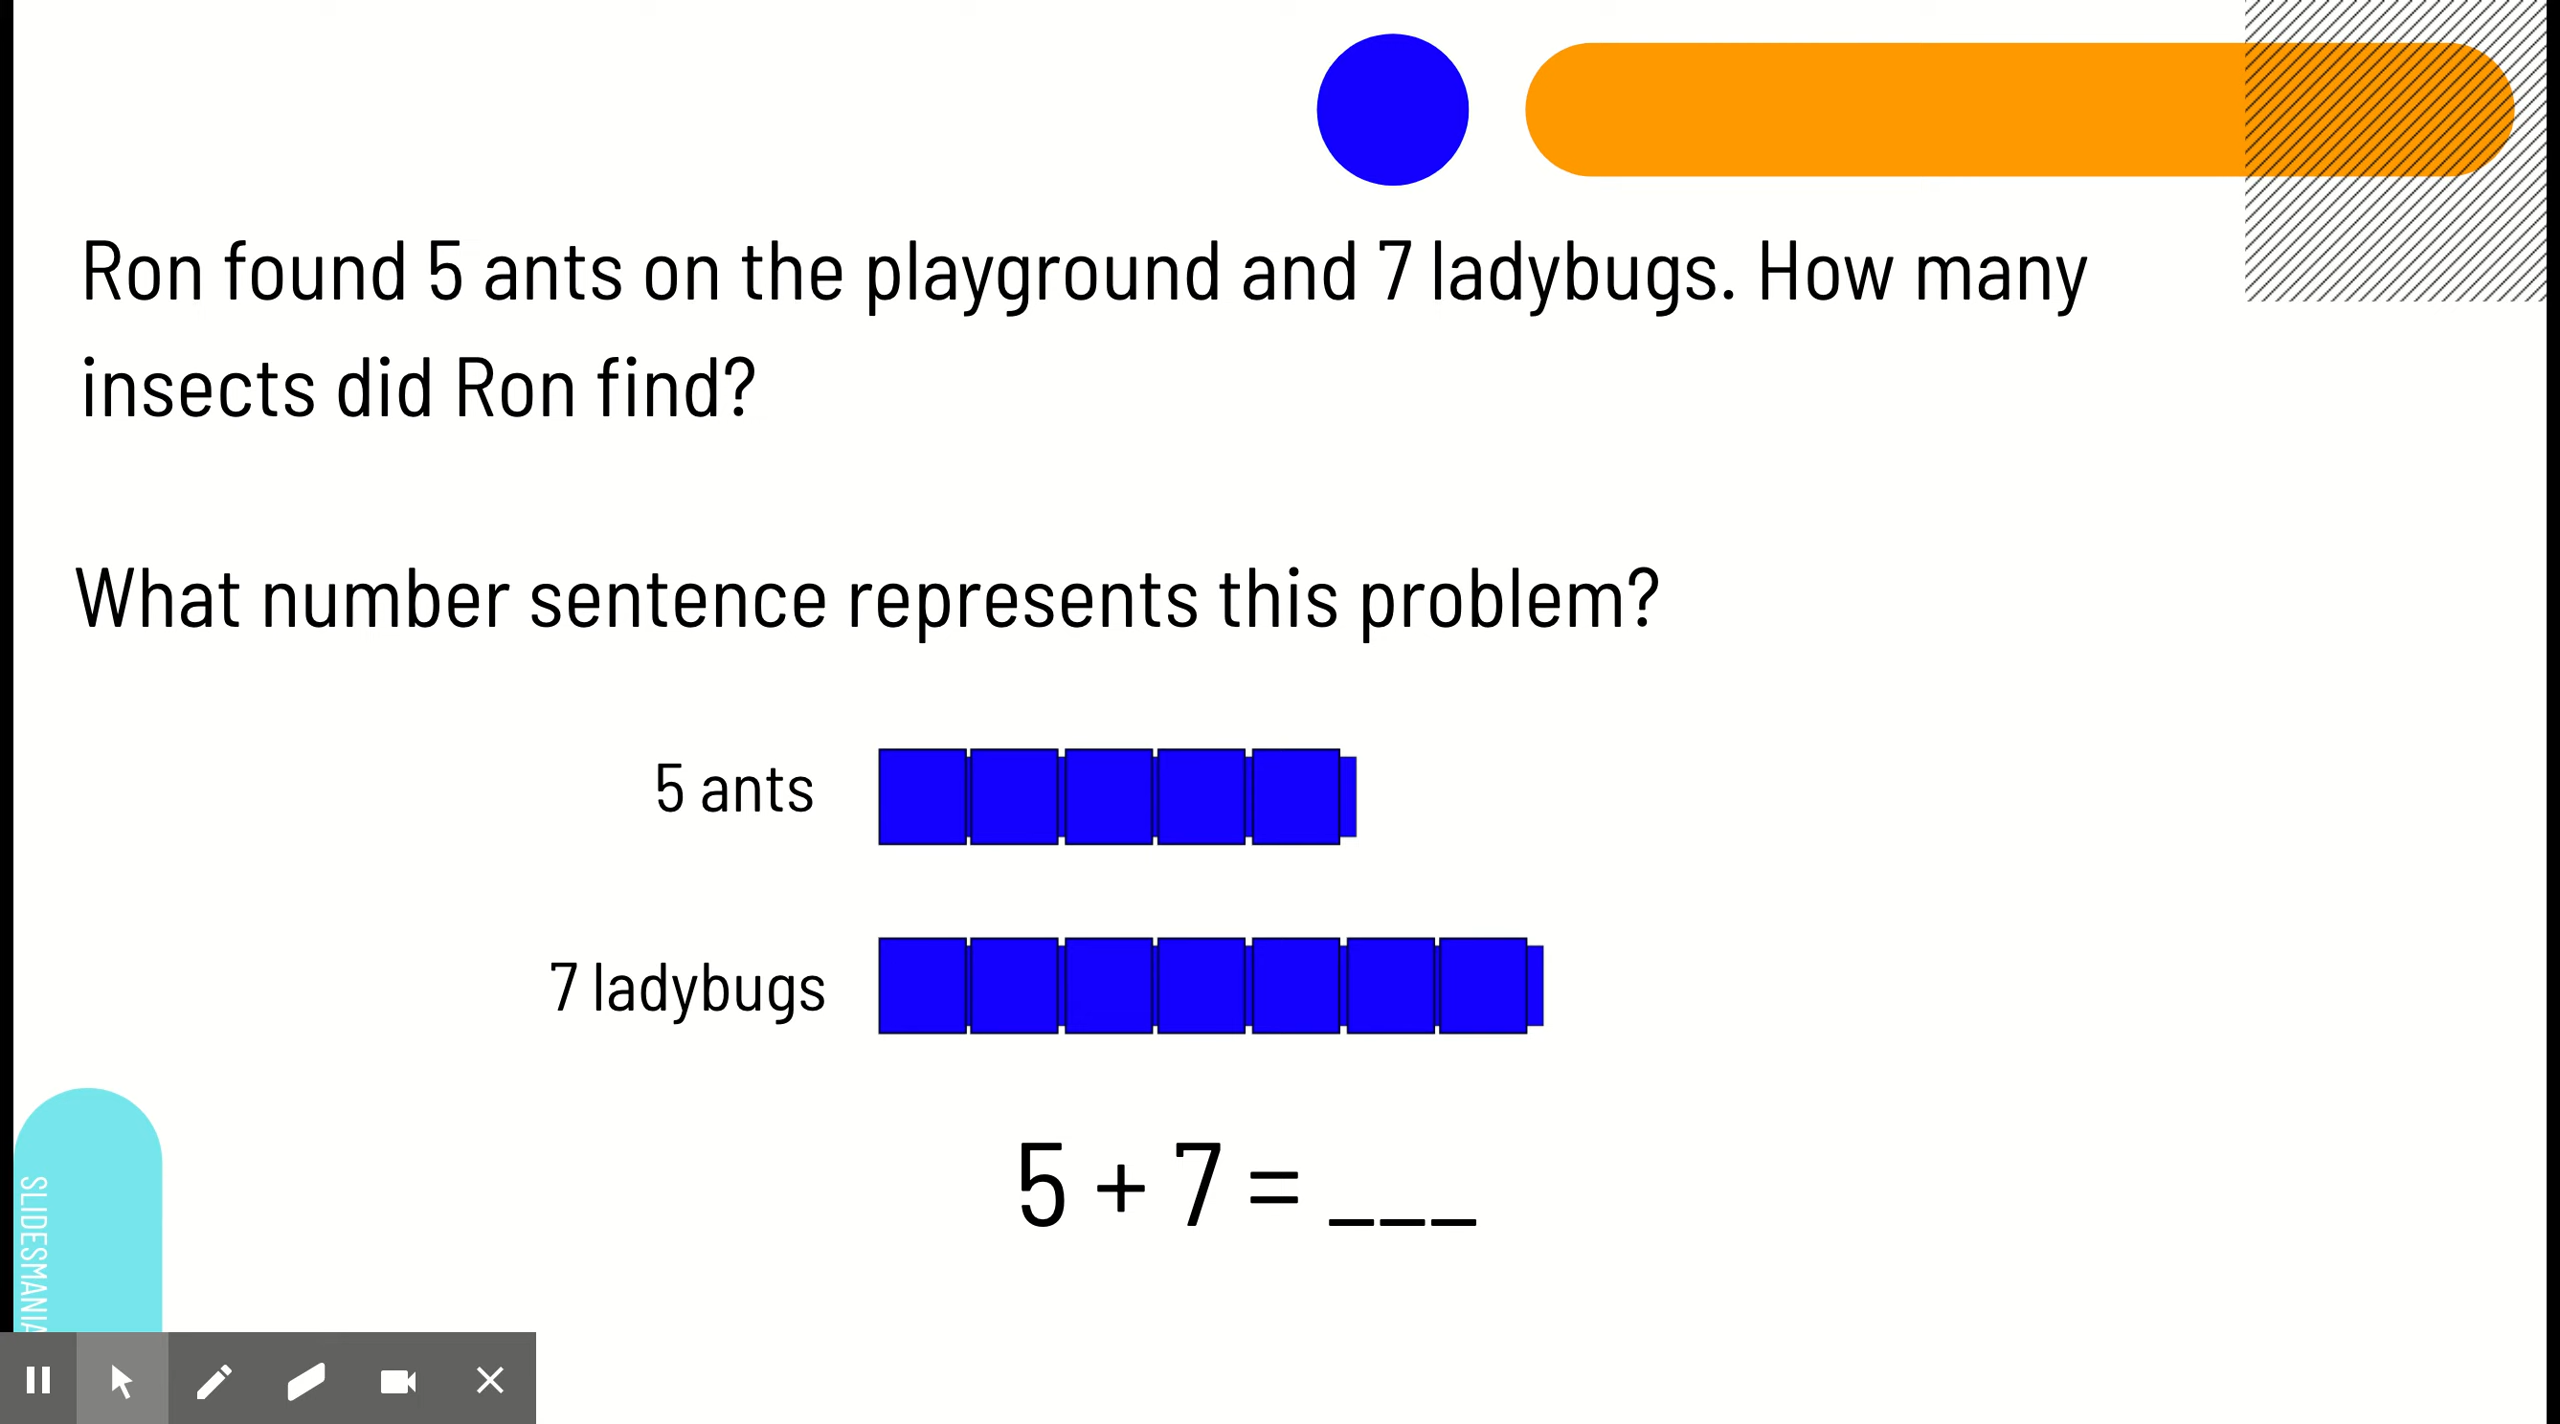 Ron found 5 ants on the playground and 7 ladybugs. How many
insects did Ron find?
What number sentence represents this problem?
5 ants
7 ladybugs
5 + 7 = ___
SLIDESMANIA